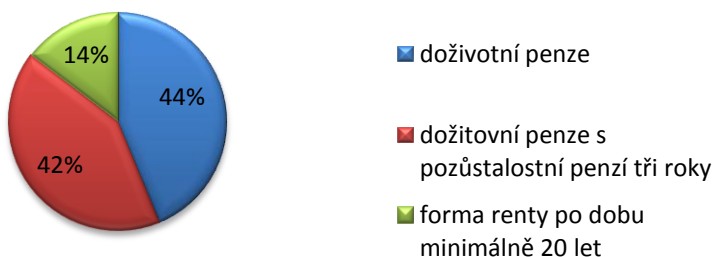 14%
44%
42%
doživotní penze
dožitovní penze s
pozůstalostní penzí tři roky
forma renty po dobu
minimálně 20 let